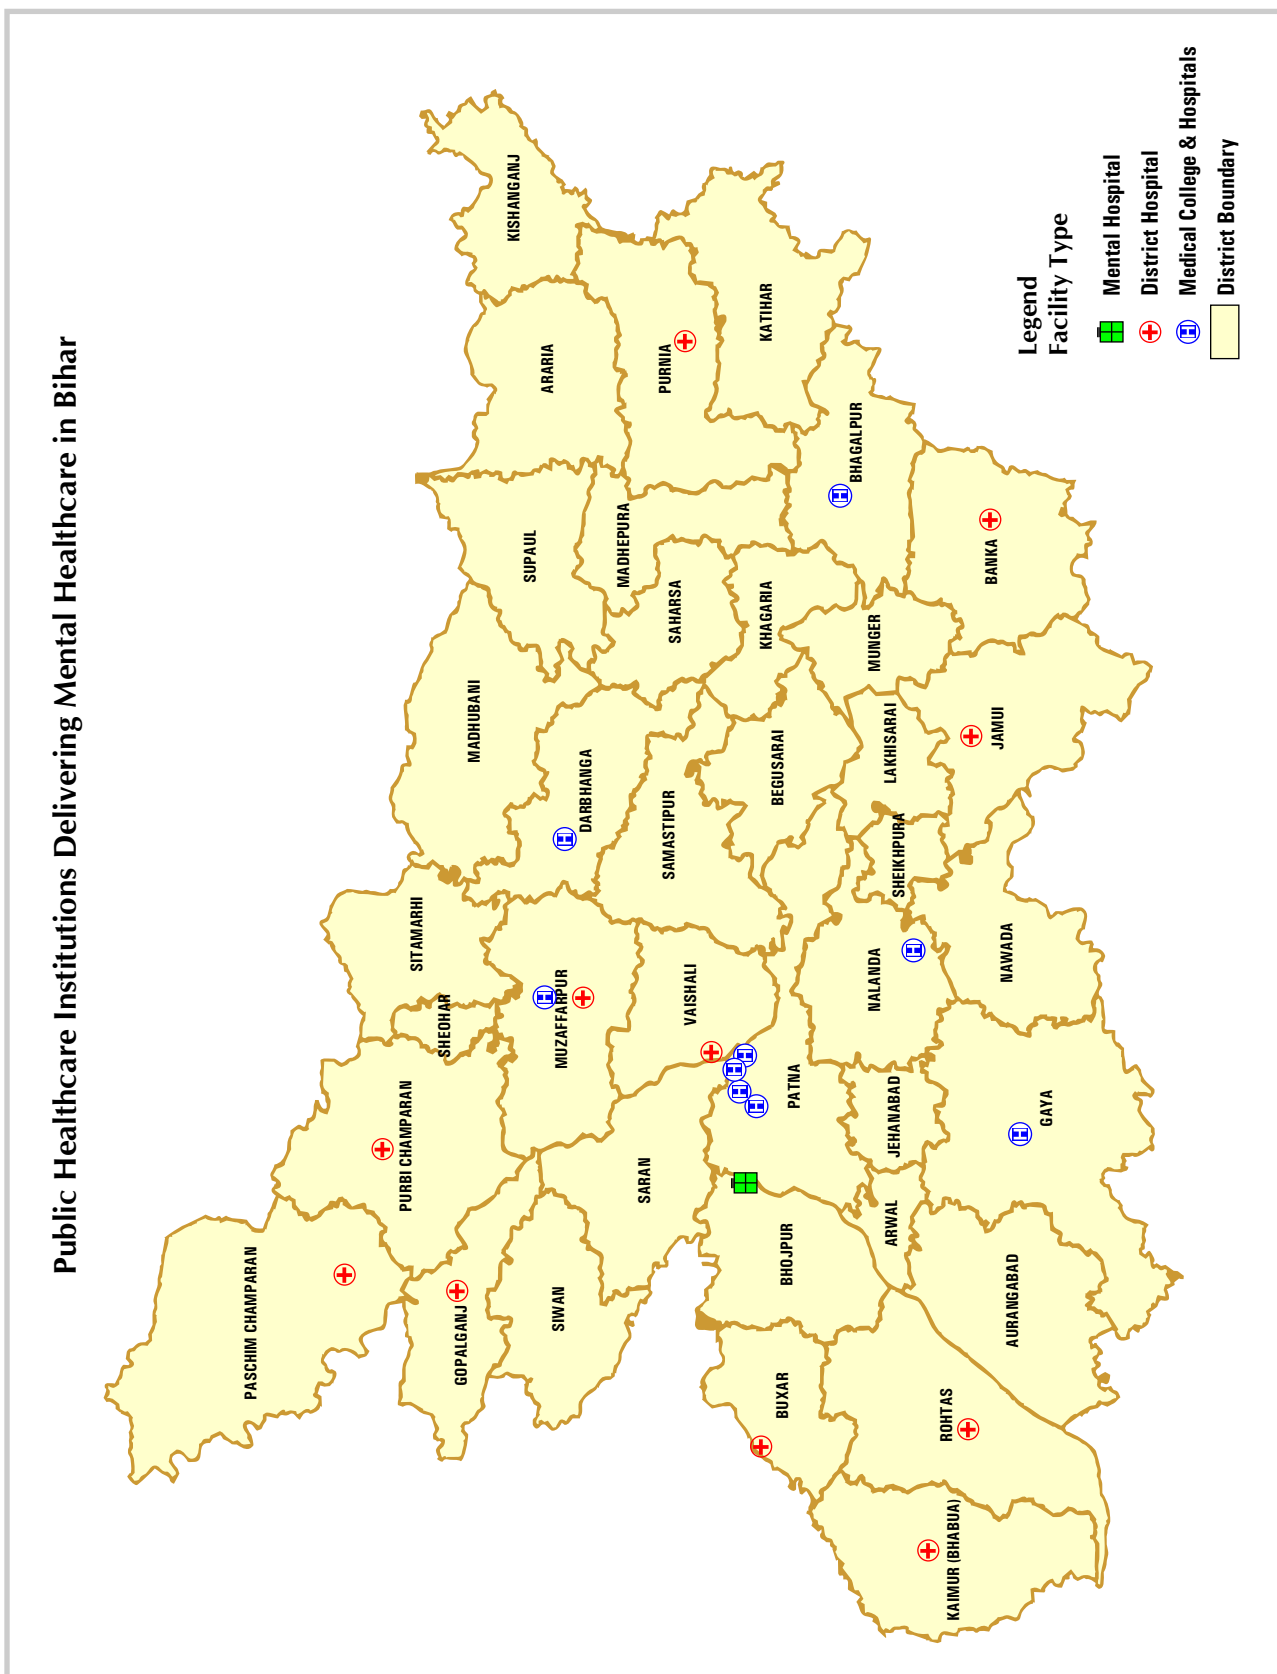 Public Healthcare Institutions Delivering Mental Healthcare in Bihar
PASCHIM CHAMPARAN
PURBI CHAMPARAN
SHEOHAR
SITAMARHI
GOPALGANJ
MADHUBANI
SIWAN
MUZAFFARPUR
DARBHANGA
SUPAUL
ARARIA
KISHANGANJ
SARAN
VAISHALI
SAMASTIPUR
SAHARSA
MADHEPURA
PURNIA
BUXAR
BHOJPUR
PATNA
BEGUSARAI
KHAGARIA
KATIHAR
ARWAL
JEHANABAD
NALANDA
SHEIKHPURA
LAKHISARAI
MUNGER
BHAGALPUR
KAIMUR (BHABUA)
ROHTAS
AURANGABAD
GAYA
NAWADA
JAMUI
BANKA
Legend
Facility Type
Mental Hospital
District Hospital
Medical College & Hospitals
District Boundary